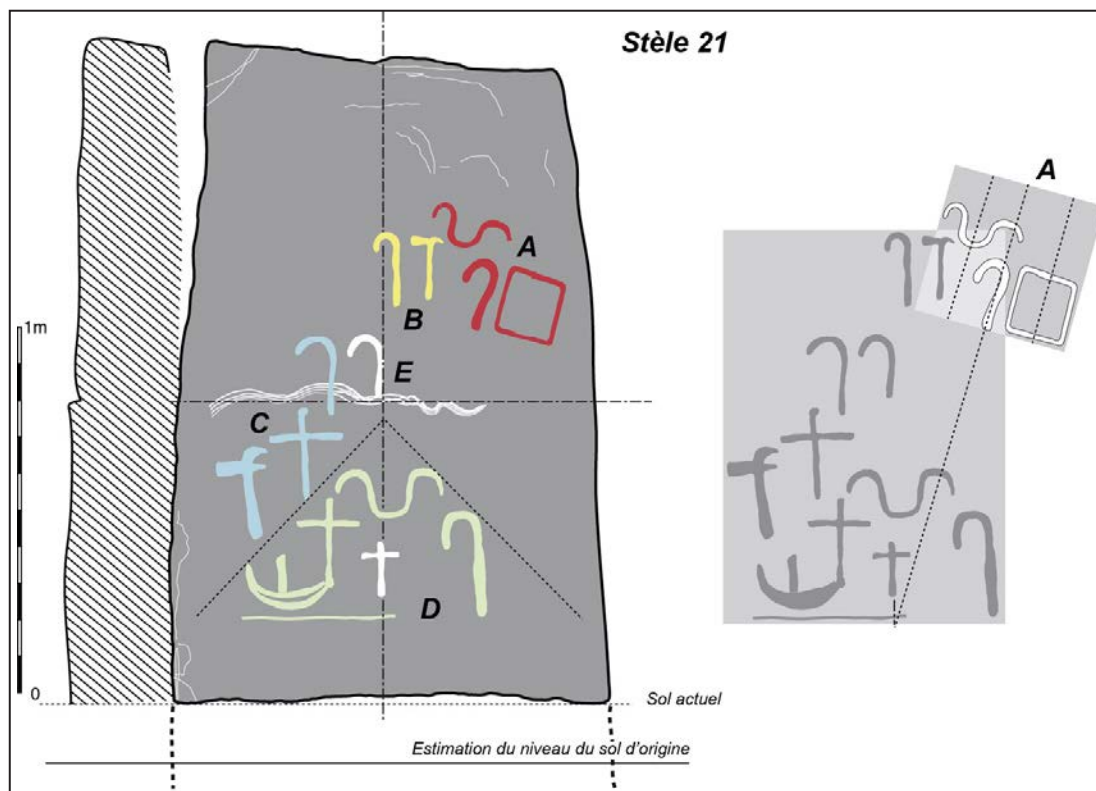 Stèle 21
A
A
B
1m
E
C
D
0
Sol actuel
Estimation du niveau du sol d'origine